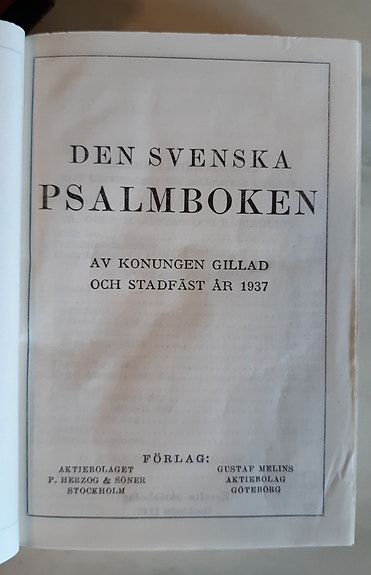 DEN SVENSKA
PSALMBOKEN
AV KONUNGEN GILLAD
OCH STADFÄST ÅR 1937
FÖRLAG:
AKTIEBOLAGET
P. HERZOG & SÖNER
STOCKHOLM
GUSTAF MELINS
AKTIEBOLAG
GÖTEBORG